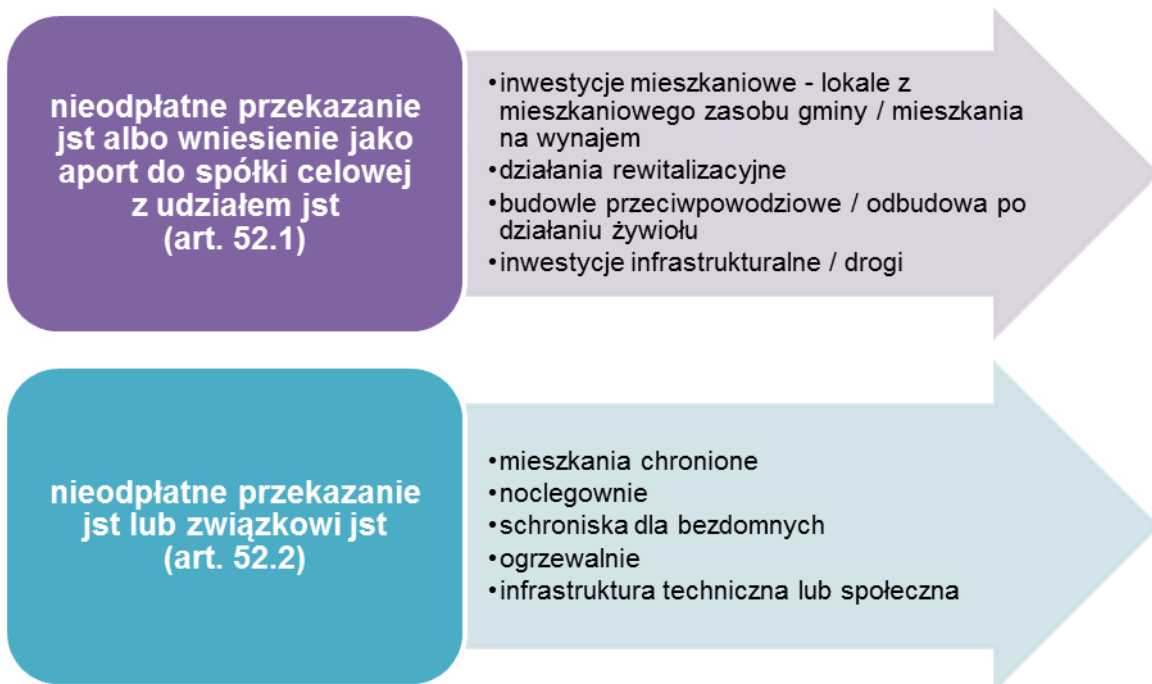 nieodpłatne przekazanie
jst albo wniesienie jako
aport do spółki celowej
z udziałem jst
(art. 52.1)
•inwestycje mieszkaniowe - lokale z
mieszkaniowego zasobu gminy / mieszkania
na wynajem
•działania rewitalizacyjne
•budowle przeciwpowodziowe / odbudowa po
działaniu żywiołu
•inwestycje infrastrukturalne / drogi
nieodpłatne przekazanie
jst lub związkowi jst
(art. 52.2)
•mieszkania chronione
•noclegownie
•schroniska dla bezdomnych
•ogrzewalnie
•infrastruktura techniczna lub społeczna